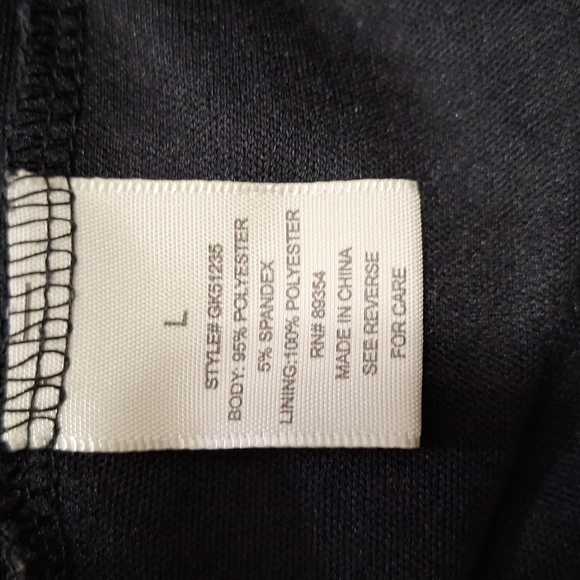 L
STYLE# GK51235
BODY: 95% POLYESTER
5% SPANDEX
LINING:100% POLYESTER
RN# 89354
MADE IN CHINA
SEE REVERSE
FOR CARE